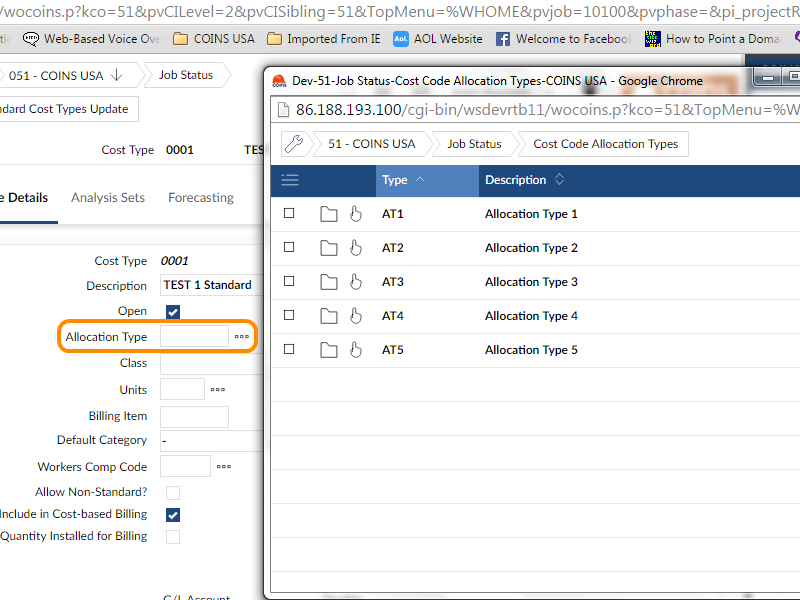 /wocoins.p?kco=51&pvCILevel=2&pvCISibling=51&TopMenu=%WHOME&pvjob=10100&pvphase=&pi_projectR
Web-Based Voice Ove
COINS USA
Imported From IE
AOL Website
Welcome to Facebook
How to Point a Domai
051 - COINS USA
Job Status
ndard Cost Types Update
Cost Type 0001 TES
e Details
Analysis Sets
Forecasting
Cost Type 0001
Description TEST 1 Standard
Open
Allocation Type
Class
Units
Billing Item
Default Category -
Workers Comp Code
Allow Non-Standard?
nclude in Cost-based Billing
Quantity Installed for Billing
G/L Account
Dev-51-Job Status-Cost Code Allocation Types-COINS USA - Google Chrome
86.188.193.100/cgi-bin/wsdevrtb11/wocoins.p?kco=51&TopMenu=%W
51 - COINS USA
Job Status
Cost Code Allocation Types
Type
Description
AT1 Allocation Type 1
AT2 Allocation Type 2
AT3 Allocation Type 3
AT4 Allocation Type 4
AT5 Allocation Type 5